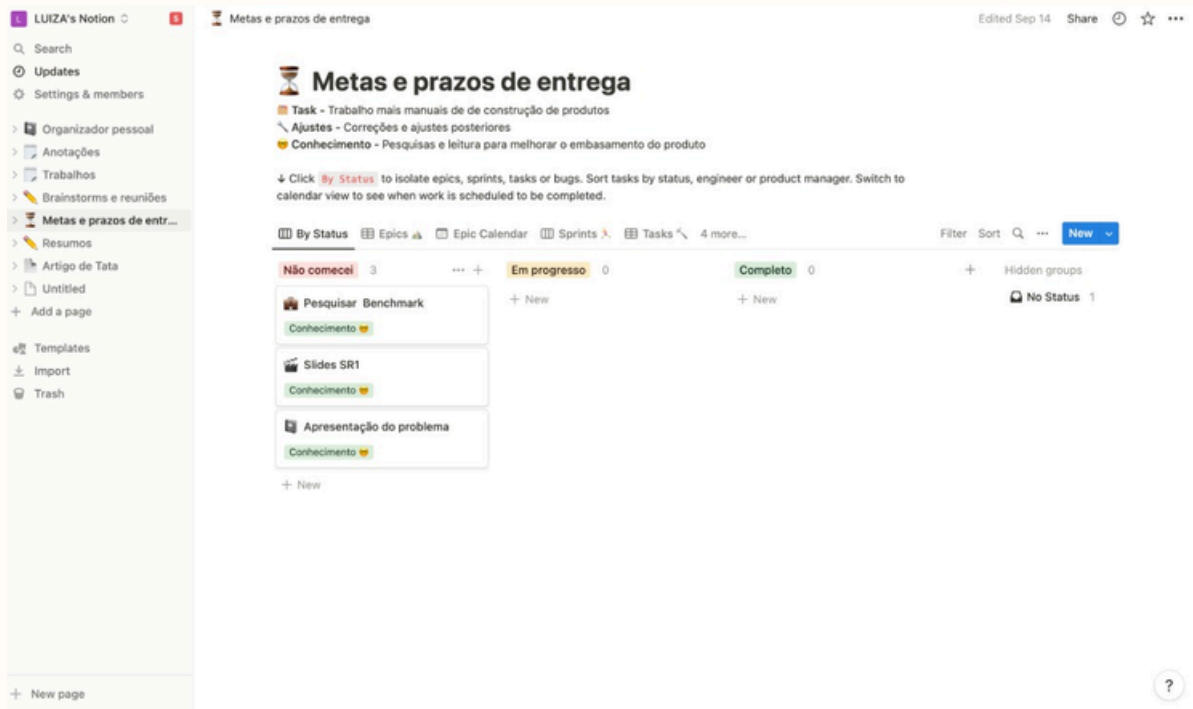 L LUIZA's Notion
Search
Updates
Settings & members
Organizador pessoal
Anotações
Trabalhos
Brainstorms e reuniões
Metas e prazos de entr...
Resumos
Artigo de Tata
Untitled
Add a page
Templates
Import
Trash
New page
Metas e prazos de entrega
Edited Sep 14 Share
Metas e prazos de entrega
Task - Trabalho mais manuais de de construção de produtos
Ajustes - Correções e ajustes posteriores
Conhecimento - Pesquisas e leitura para melhorar o embasamento do produto
↓ Click By Status to isolate epics, sprints, tasks or bugs. Sort tasks by status, engineer or product manager. Switch to
calendar view to see when work is scheduled to be completed.
By Status Epics Epic Calendar Sprints Tasks 4 more... Filter Sort New
Não comecei 3 Em progresso 0 Completo 0 Hidden groups
+ New + New No Status 1
Pesquisar Benchmark
Conhecimento
Slides SR1
Conhecimento
Apresentação do problema
Conhecimento
+ New
?